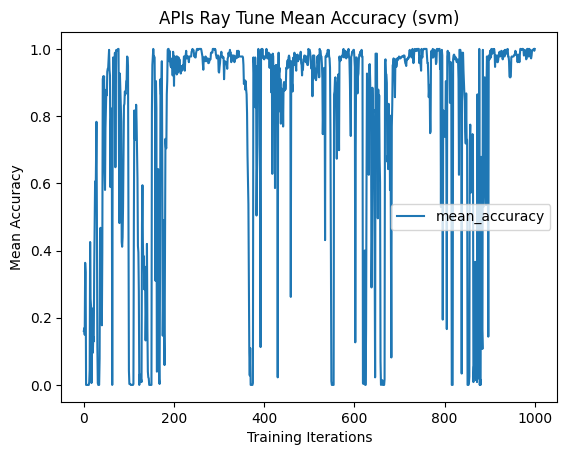 APIs Ray Tune Mean Accuracy (svm)
Mean Accuracy
1.0
0.8
0.6
0.4
0.2
0.0
mean_accuracy
0 200 400 600 800 1000
Training Iterations